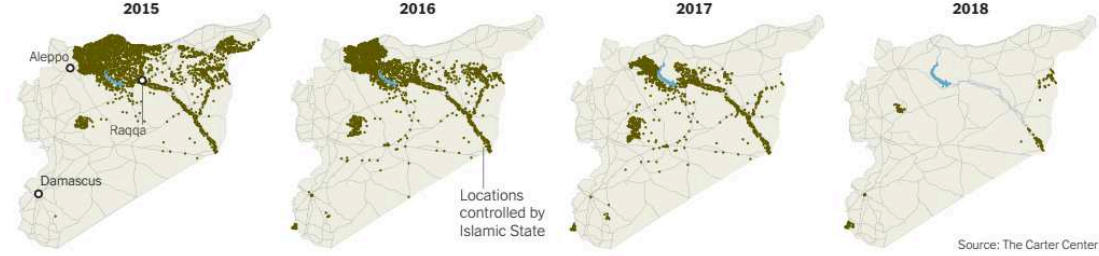 2015
2016
2017
2018
Aleppo
Raqqa
Damascus
Locations
controlled by
Islamic State
Source: The Carter Center